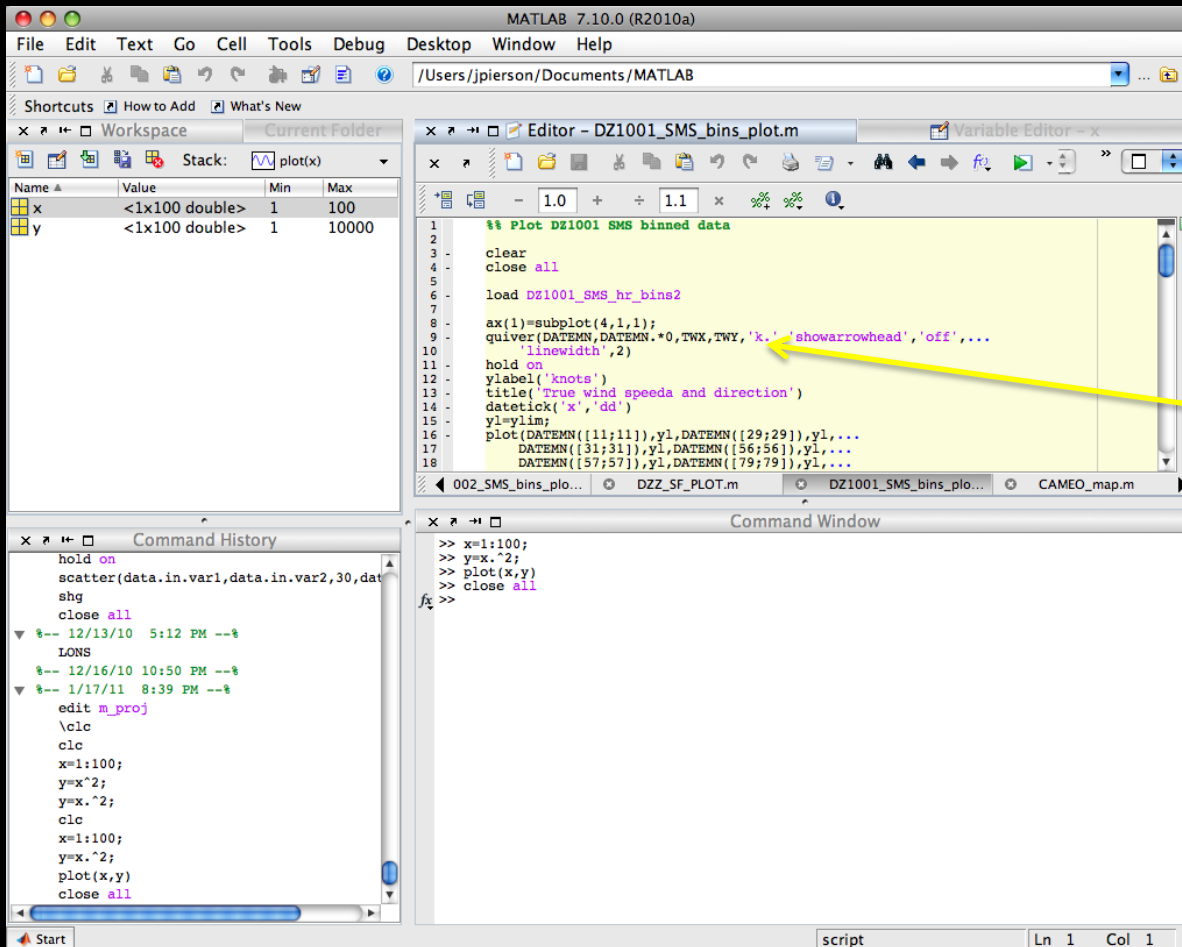 MATLAB 7.10.0 (R2010a)
File Edit Text Go Cell Tools Debug Desktop Window Help
/Users/jpierson/Documents/MATLAB ...
Shortcuts How to Add What's New
Workspace Current Folder
Stack: plot(x)
Name Value Min Max
x <1x100 double> 1 100
y <1x100 double> 1 10000
Editor - DZ1001_SMS_bins_plot.m Variable Editor - x
- 1.0 + ÷ 1.1 ×
1 %% Plot DZ1001 SMS binned data
2
3 - clear
4 - close all
5
6 - load DZ1001_SMS_hr_bins2
7
8 - ax(1)=subplot(4,1,1);
9 - quiver(DATEMN,DATEMN.*0,TWX,TWY,'k.','showarrowhead','off',...
10 'linewidth',2)
11 - hold on
12 - ylabel('knots')
13 - title('True wind speeda and direction')
14 - datetick('x','dd')
15 - yl=ylim;
16 - plot(DATEMN([11;11]),yl,DATEMN([29;29]),yl,...
17 DATEMN([31;31]),yl,DATEMN([56;56]),yl,...
18 DATEMN([57;57]),yl,DATEMN([79;79]),yl,...
002_SMS_bins_plo... DZZ_SF_PLOT.m DZ1001_SMS_bins_plo... CAMEO_map.m
Command History
hold on
scatter(data.in.var1,data.in.var2,30,dat
shg
close all
%-- 12/13/10 5:12 PM --%
LONS
%-- 12/16/10 10:50 PM --%
%-- 1/17/11 8:39 PM --%
edit m_proj
\clc
clc
x=1:100;
y=x^2;
y=x.^2;
clc
x=1:100;
y=x.^2;
plot(x,y)
close all
Command Window
>> x=1:100;
>> y=x.^2;
>> plot(x,y)
>> close all
fx >>
Start
script Ln 1 Col 1